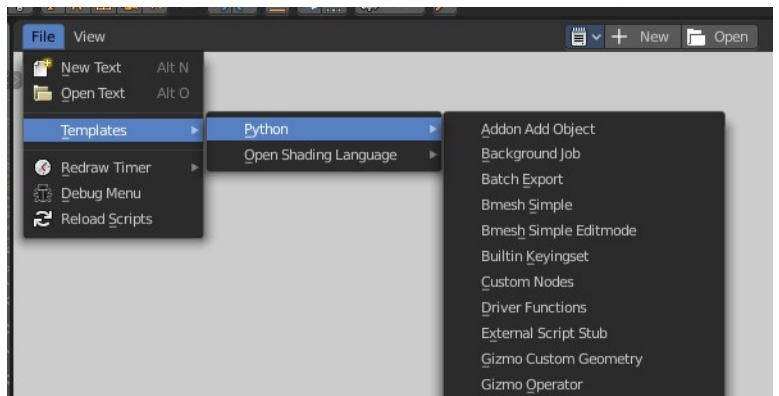 File View New Open
New Text Alt N
Open Text Alt O
Templates
Redraw Timer
Debug Menu
Reload Scripts
Python
Open Shading Language
Addon Add Object
Background Job
Batch Export
Bmesh Simple
Bmesh Simple Editmode
Builtin Keyingset
Custom Nodes
Driver Functions
External Script Stub
Gizmo Custom Geometry
Gizmo Operator